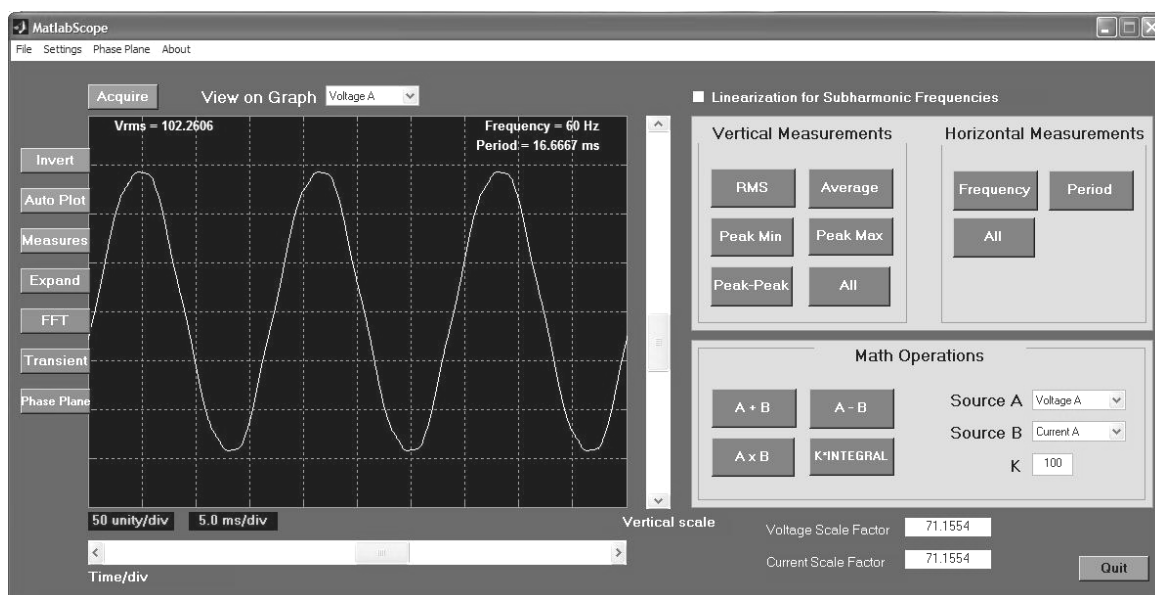 MatlabScope
File Settings Phase Plane About
Acquire
View on Graph Voltage A
Vrms = 102.2606
Frequency = 60 Hz
Period = 16.6667 ms
Invert
Auto Plot
Measures
Expand
FFT
Transient
Phase Plane
50 unity/div
5.0 ms/div
Vertical scale
Time/div
Linearization for Subharmonic Frequencies
Vertical Measurements
RMS
Average
Peak Min
Peak Max
Peak-Peak
All
Horizontal Measurements
Frequency
Period
All
Math Operations
A + B
A - B
A x B
K*INTEGRAL
Source A Voltage A
Source B Current A
K 100
Voltage Scale Factor 71.1554
Current Scale Factor 71.1554
Quit